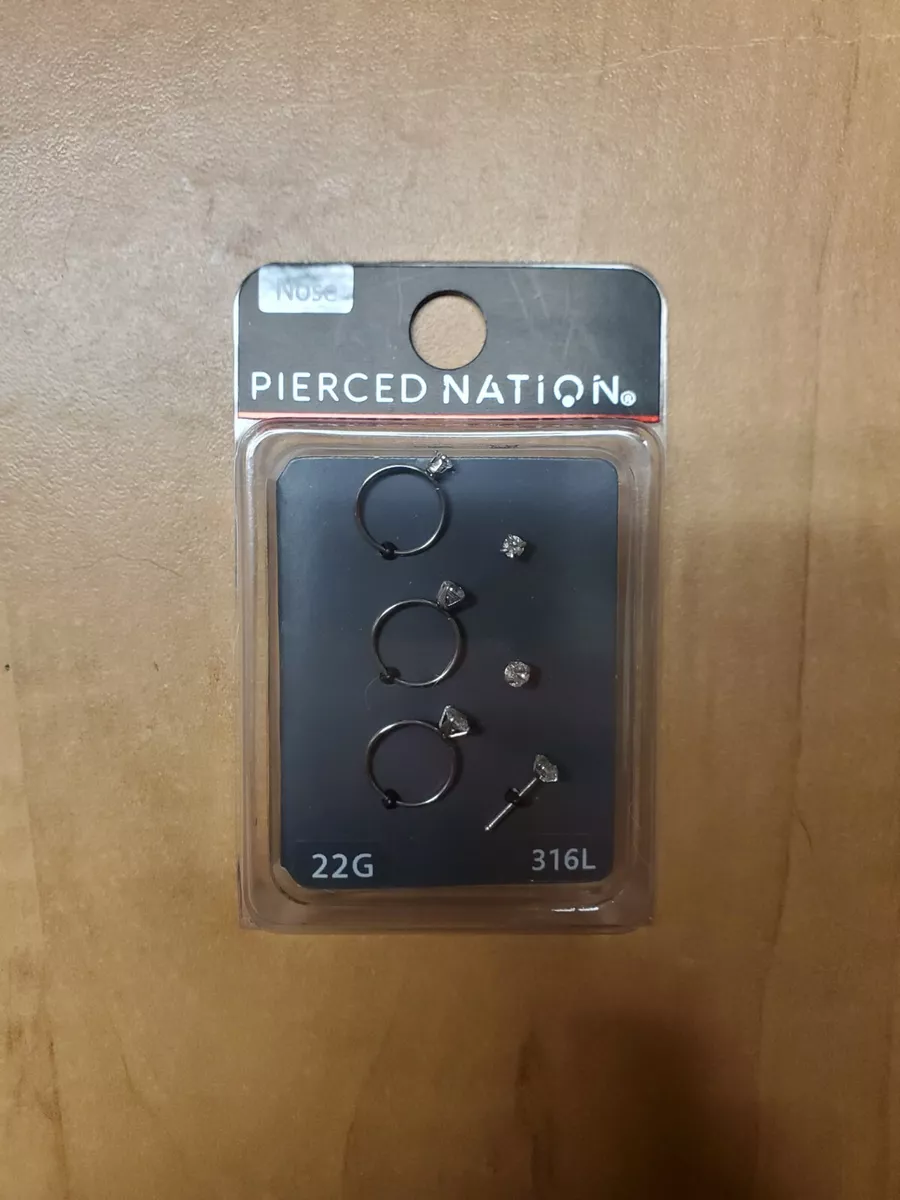 Nose
PIERCED NATION®
22G 316L